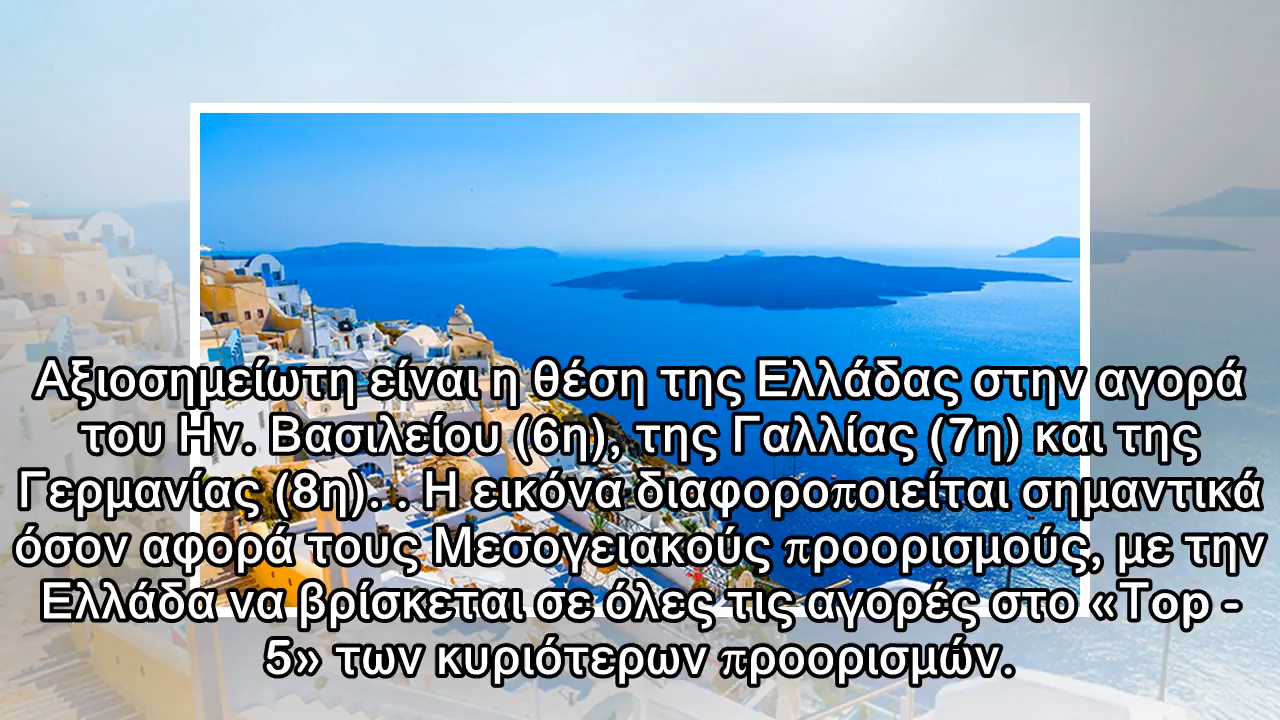 Αξιοσημείωτη είναι η θέση της Ελλάδας στην αγορά
του Ην. Βασιλείου (6η), της Γαλλίας (7η) και της
Γερμανίας (8η). . Η εικόνα διαφοροποιείται σημαντικά
όσον αφορά τους Μεσογειακούς προορισμούς, με την
Ελλάδα να βρίσκεται σε όλες τις αγορές στο «Top -
5» των κυριότερων προορισμών.